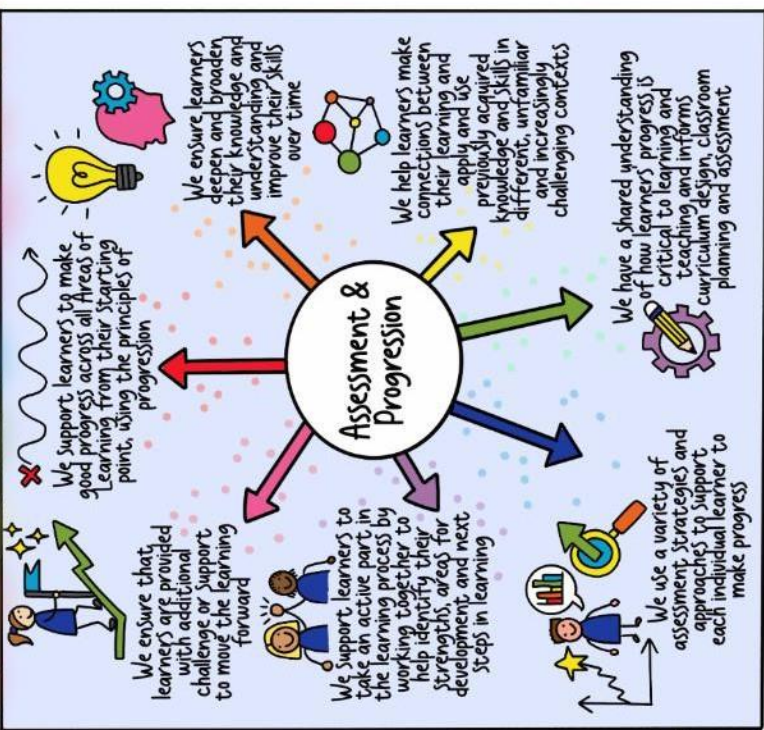 Assessment &
Progression
We support learners to make
good progress across all Areas of
Learning from their starting
point, using the principles of
progression
We ensure learners
deepen and broaden
their knowledge and
understanding and
improve their skills
over time
We help learners make
connections between
their learning and
apply and use
previously acquired
knowledge and skills in
different, unfamiliar
and increasingly
challenging contexts
We have a shared understanding
of how learners' progress is
critical to learning and
teaching and informs
curriculum design, classroom
planning and assessment
We use a variety of
assessment strategies and
approaches to support
each individual learner to
make progress
We support learners to
take an active part in
the learning process by
working together to
help identify their
strengths, areas for
development and next
steps in learning
We ensure that
learners are provided
with additional
challenge or support
to move the learning
forward